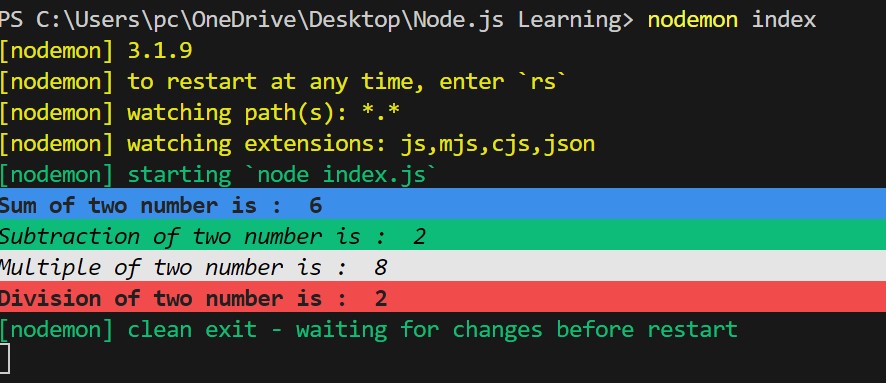 PS C:\Users\pc\OneDrive\Desktop\Node.js Learning> nodemon index
[nodemon] 3.1.9
[nodemon] to restart at any time, enter `rs`
[nodemon] watching path(s): *.*
[nodemon] watching extensions: js,mjs,cjs,json
[nodemon] starting `node index.js`
Sum of two number is :  6
Subtraction of two number is :  2
Multiple of two number is :  8
Division of two number is :  2
[nodemon] clean exit - waiting for changes before restart